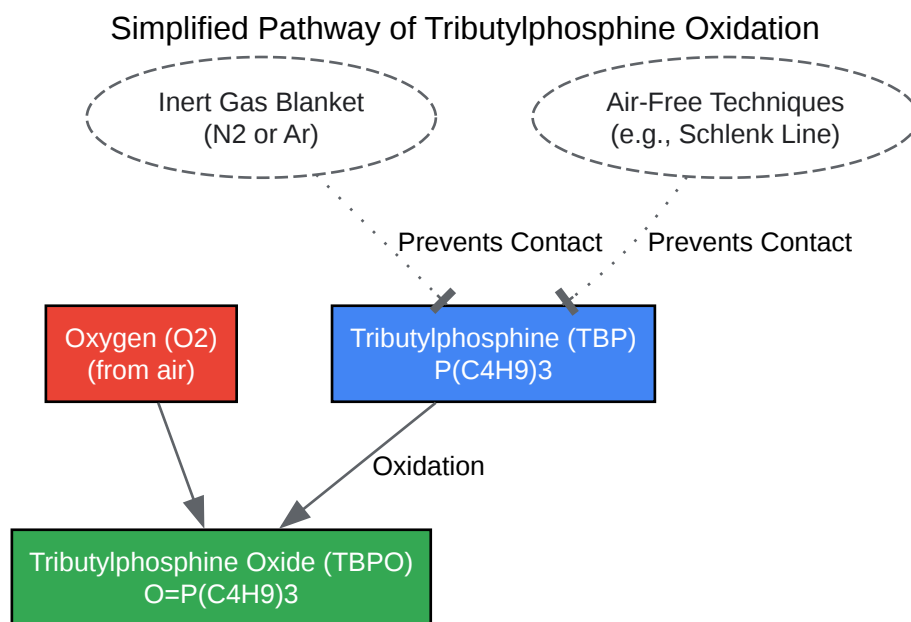 Simplified Pathway of Tributylphosphine Oxidation
Inert Gas Blanket
(N2 or Ar)
Air-Free Techniques
(e.g., Schlenk Line)
Prevents Contact
Prevents Contact
Oxygen (O2)
(from air)
Tributylphosphine (TBP)
P(C4H9)3
Oxidation
Tributylphosphine Oxide (TBPO)
O=P(C4H9)3